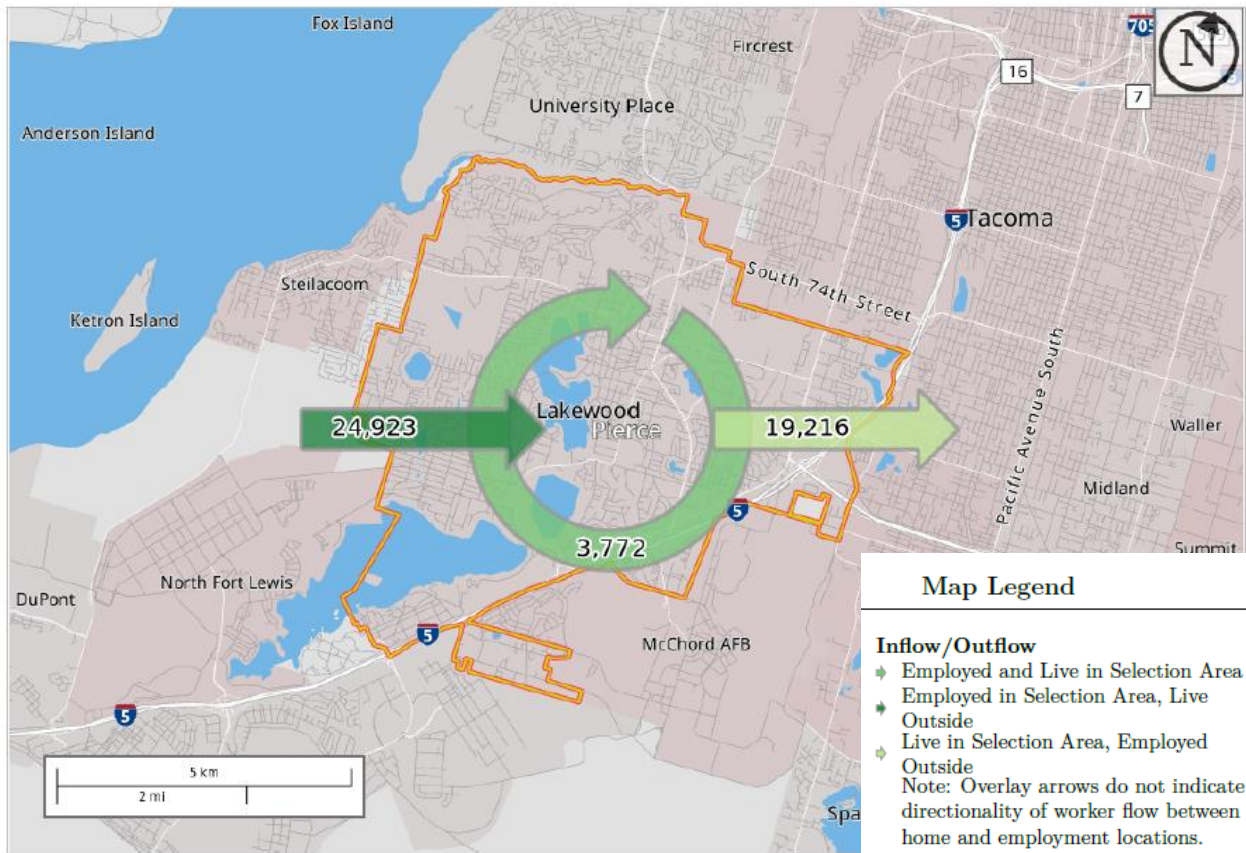 Fox Island
Fircrest
705
N
16
7
University Place
Anderson Island
5
Tacoma
Steilacoom
South 74th Street
Ketron Island
Pacific Avenue South
Lakewood
Pierce
24,923
19,216
Waller
Midland
5
3,772
Summit
North Fort Lewis
DuPont
5
McChord AFB
5
5 km
2 mi
Spa
Map Legend
Inflow/Outflow
Employed and Live in Selection Area
Employed in Selection Area, Live
Outside
Live in Selection Area, Employed
Outside
Note: Overlay arrows do not indicate
directionality of worker flow between
home and employment locations.